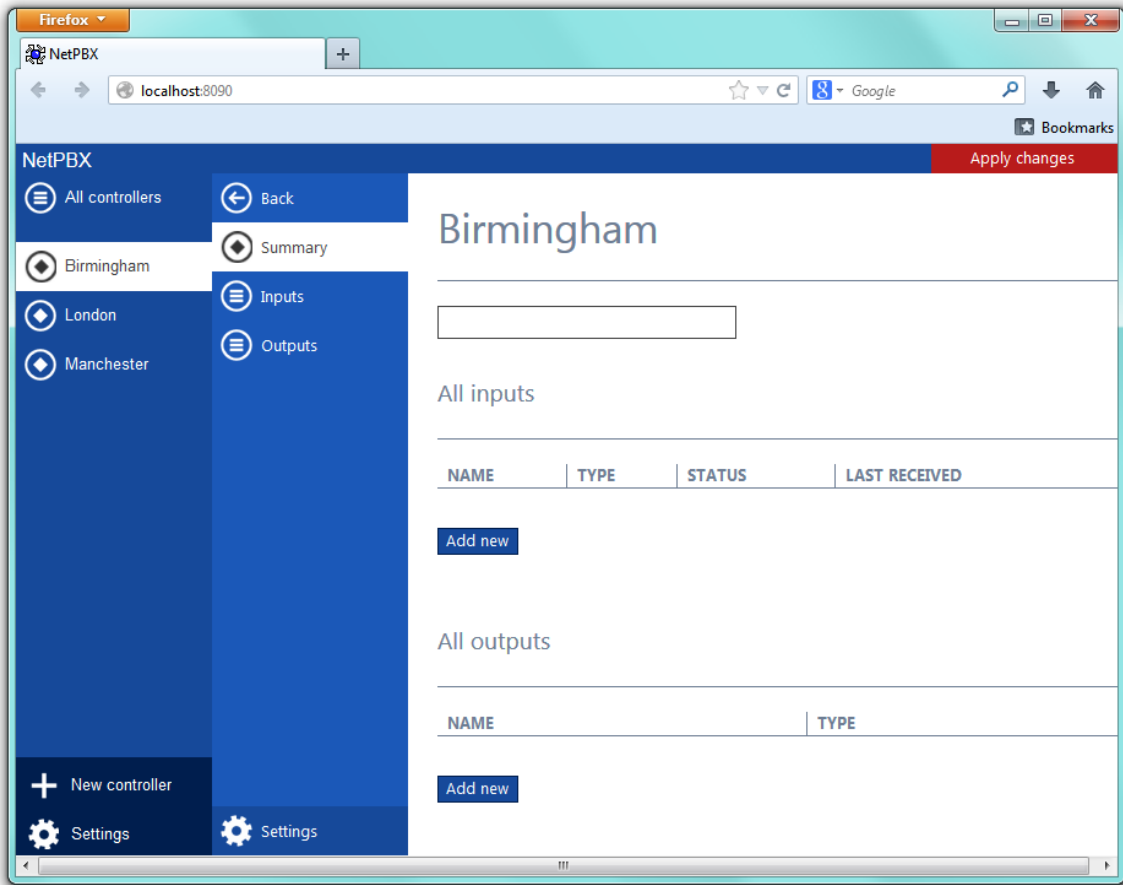 Firefox
NetPBX
localhost:8090
Google
Bookmarks
NetPBX
Apply changes
All controllers
Birmingham
London
Manchester
New controller
Settings
Back
Summary
Inputs
Outputs
Settings
Birmingham
All inputs
NAME TYPE STATUS LAST RECEIVED
Add new
All outputs
NAME TYPE
Add new